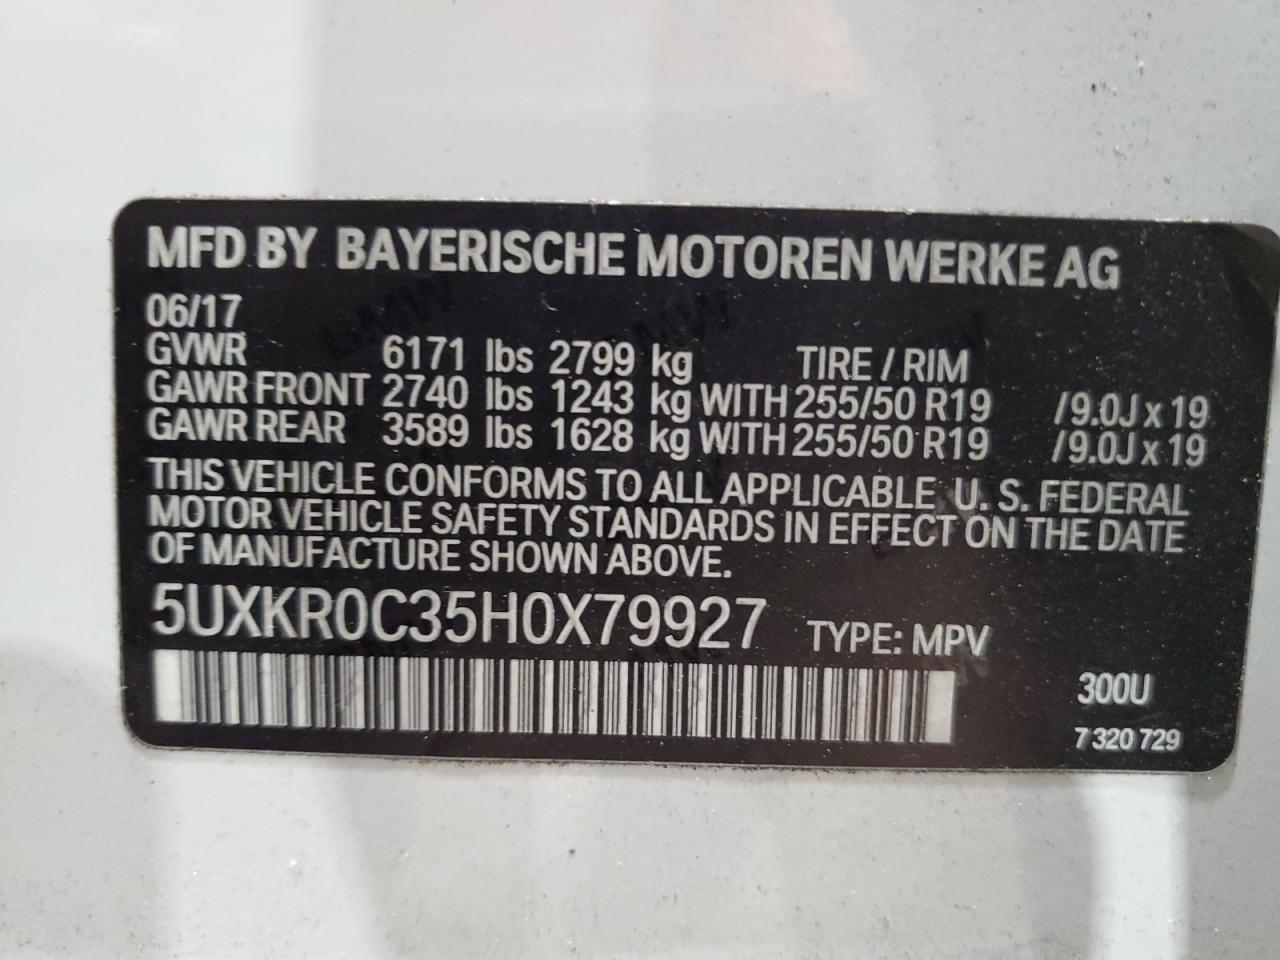 MFD BY BAYERISCHE MOTOREN WERKE AG
06/17
GVWR 6171 lbs 2799 kg TIRE / RIM
GAWR FRONT 2740 lbs 1243 kg WITH 255/50 R19 /9.0J x 19
GAWR REAR 3589 lbs 1628 kg WITH 255/50 R19 /9.0J x 19
THIS VEHICLE CONFORMS TO ALL APPLICABLE U. S. FEDERAL
MOTOR VEHICLE SAFETY STANDARDS IN EFFECT ON THE DATE
OF MANUFACTURE SHOWN ABOVE.
5UXKR0C35H0X79927 TYPE: MPV
300U
7 320 729